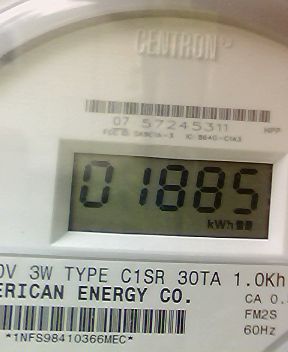 CENTRON
07 57245311 HPP
01885
kWh
0V 3W TYPE C1SR 30TA 1.0Kh
ERICAN ENERGY CO.
CA 0.
FM2S
60Hz
*1NFS98410366MEC*